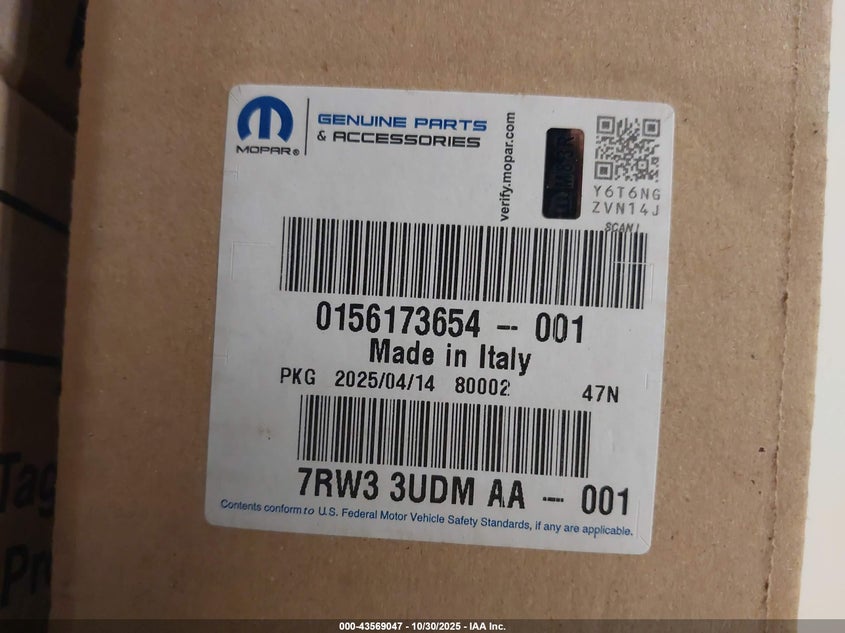 MOPAR®
GENUINE PARTS
& ACCESSORIES
verify.mopar.com
Y6T6NG
ZVN14J
SCAN!
0156173654 -- 001
Made in Italy
PKG 2025/04/14 80002 47N
7RW3 3UDM AA -- 001
Contents conform to U.S. Federal Motor Vehicle Safety Standards, if any are applicable.
Tag
Pr
000-43569047 - 10/30/2025 - IAA Inc.